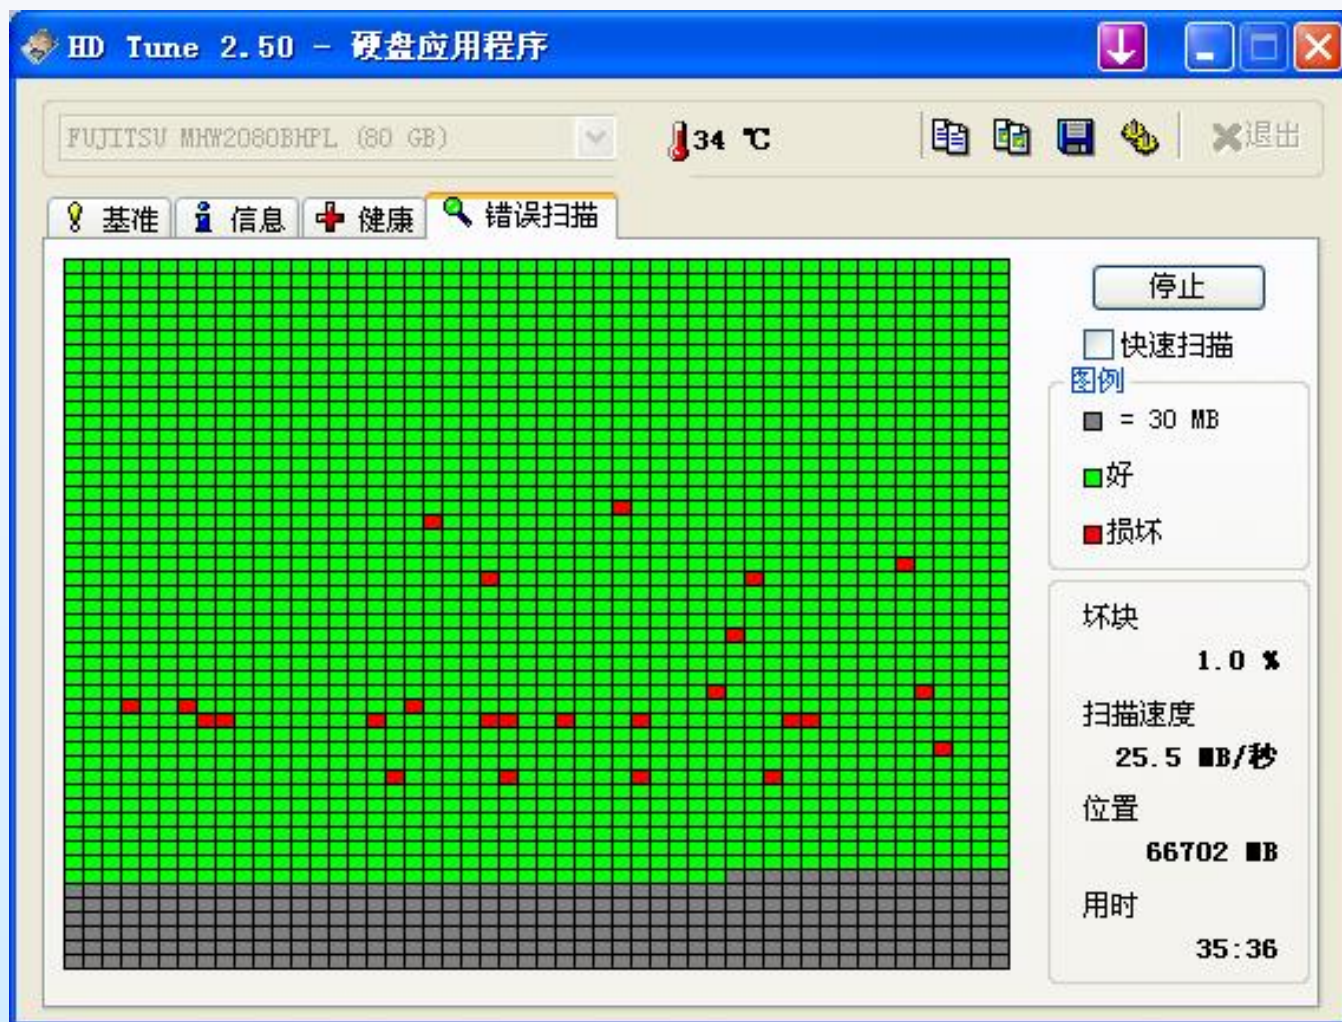 HD Tune 2.50 - 硬盘应用程序
FUJITSU MHW2080BHPL (80 GB)
34 ℃
退出
基准 信息 健康 错误扫描
停止
快速扫描
图例
= 30 MB
好
损坏
坏块
1.0 %
扫描速度
25.5 MB/秒
位置
66702 MB
用时
35:36